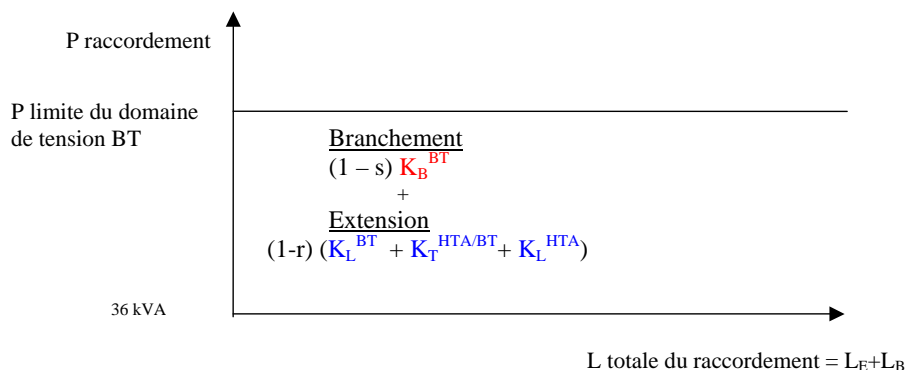 P raccordement
P limite du domaine
de tension BT
Branchement
(1 – s) K_B^BT
+
Extension
(1-r) (K_L^BT + K_T^HTA/BT + K_L^HTA)
36 kVA
L totale du raccordement = L_E+L_B